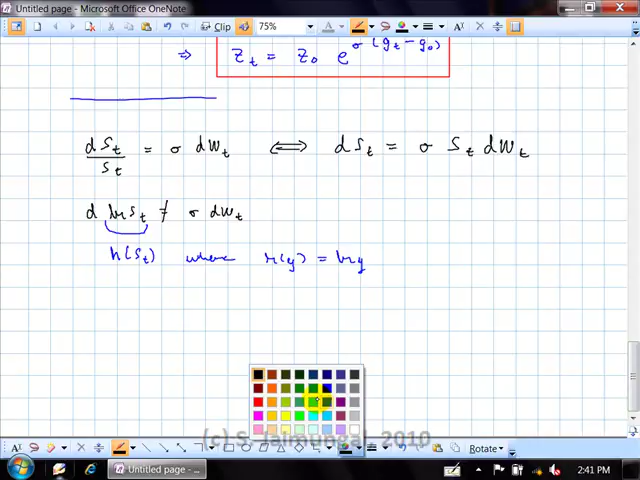 Untitled page - Microsoft Office OneNote
Clip 75%
⇒ Z_t = Z_0 e^{σ(g_t - g_0)}
dS_t / S_t = σ dW_t ⟺ dS_t = σ S_t dW_t
d ln S_t ≠ σ dW_t
h(S_t) where h(y) = ln y
(c) S. Jaimungal, 2010
Rotate
Untitled page - Micr...
2:41 PM